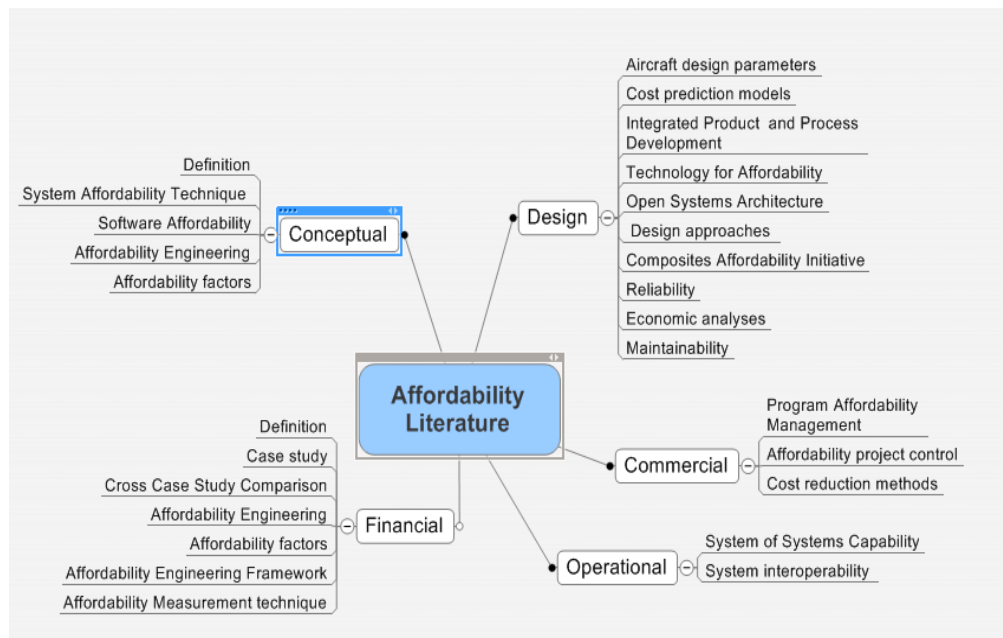 Affordability
Literature
Conceptual
Definition
System Affordability Technique
Software Affordability
Affordability Engineering
Affordability factors
Design
Aircraft design parameters
Cost prediction models
Integrated Product and Process
Development
Technology for Affordability
Open Systems Architecture
Design approaches
Composites Affordability Initiative
Reliability
Economic analyses
Maintainability
Financial
Definition
Case study
Cross Case Study Comparison
Affordability Engineering
Affordability factors
Affordability Engineering Framework
Affordability Measurement technique
Commercial
Program Affordability
Management
Affordability project control
Cost reduction methods
Operational
System of Systems Capability
System interoperability